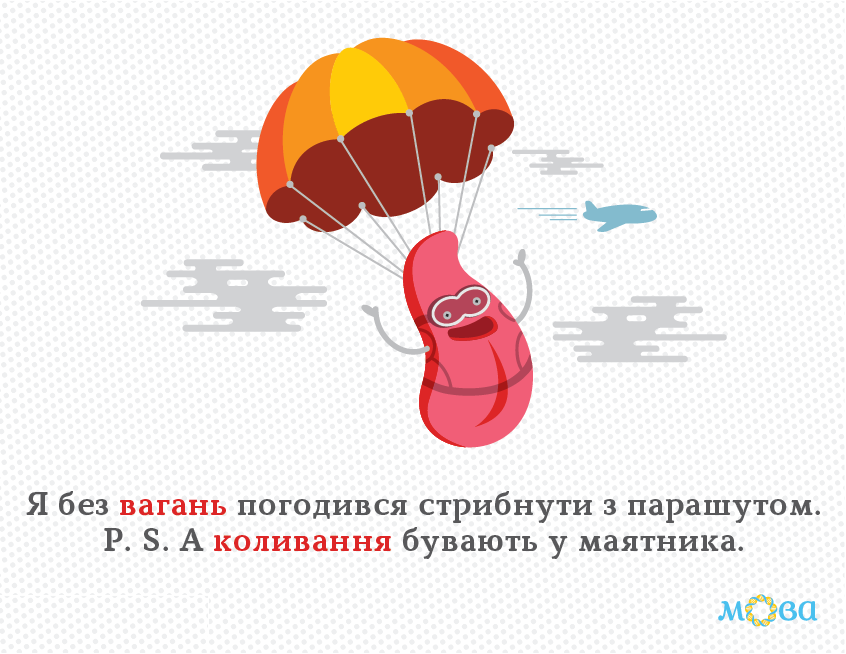 Я без вагань погодився стрибнути з парашутом.
P. S. А коливання бувають у маятника.
мова